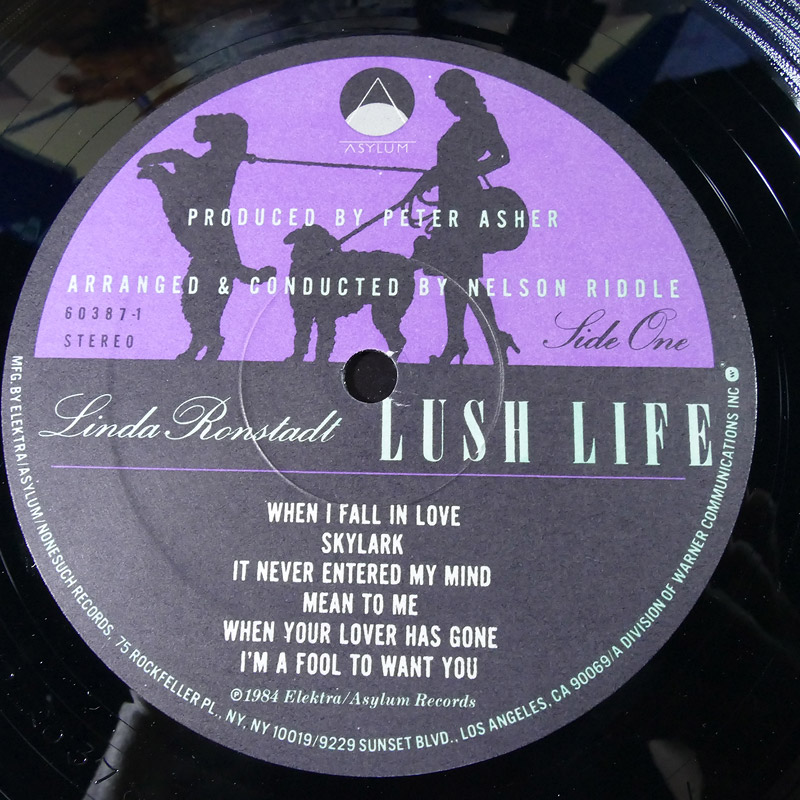 ASYLUM
PRODUCED BY PETER ASHER
ARRANGED & CONDUCTED BY NELSON RIDDLE
60387-1
STEREO
Side One
Linda Ronstadt
LUSH LIFE
WHEN I FALL IN LOVE
SKYLARK
IT NEVER ENTERED MY MIND
MEAN TO ME
WHEN YOUR LOVER HAS GONE
I'M A FOOL TO WANT YOU
℗1984 Elektra/Asylum Records
MFG. BY ELEKTRA/ASYLUM/NONESUCH RECORDS, 75 ROCKFELLER PL., NY, NY 10019/9229 SUNSET BLVD., LOS ANGELES, CA 90069/A DIVISION OF WARNER COMMUNICATIONS INC